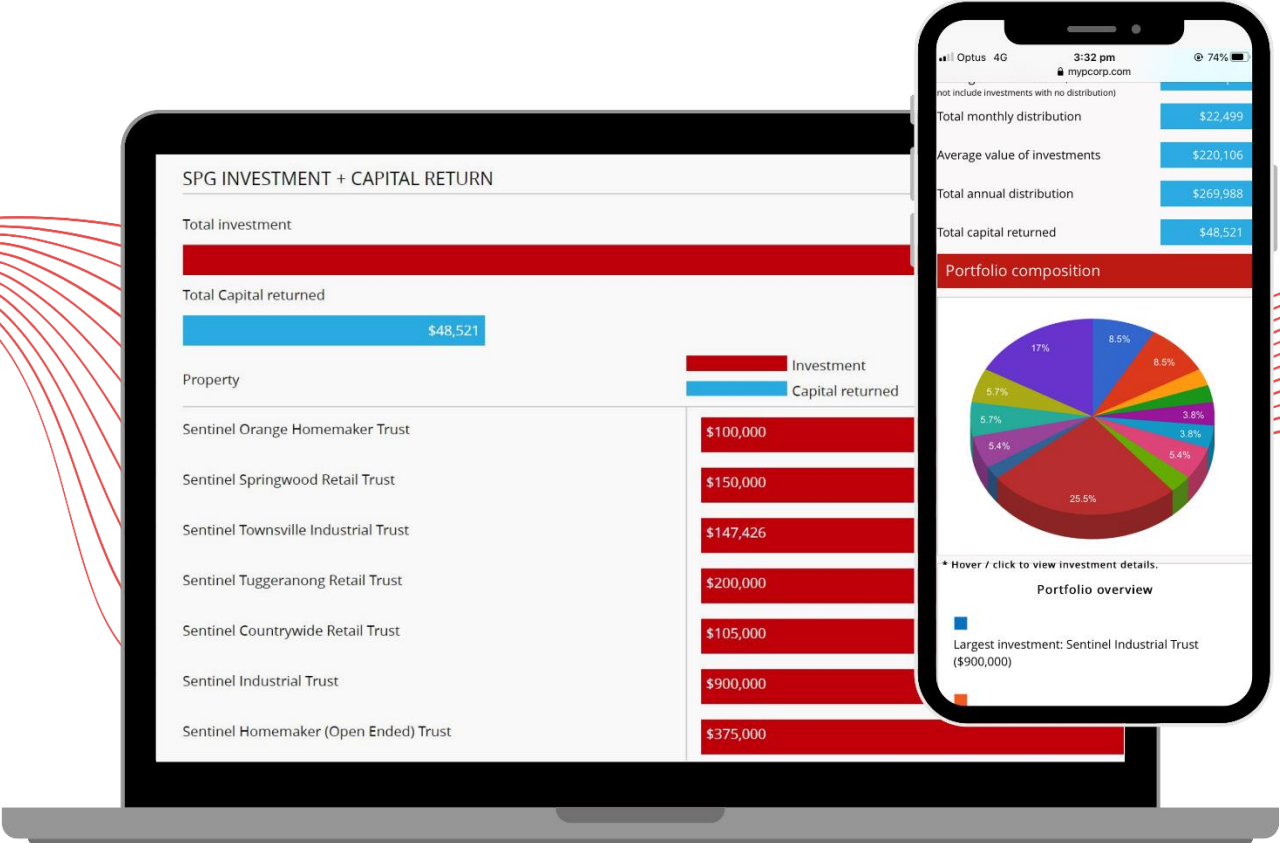 SPG INVESTMENT + CAPITAL RETURN
Total investment
Total Capital returned
$48,521
Property
Investment
Capital returned
Sentinel Orange Homemaker Trust
$100,000
Sentinel Springwood Retail Trust
$150,000
Sentinel Townsville Industrial Trust
$147,426
Sentinel Tuggeranong Retail Trust
$200,000
Sentinel Countrywide Retail Trust
$105,000
Sentinel Industrial Trust
$900,000
Sentinel Homemaker (Open Ended) Trust
$375,000
Optus 4G
3:32 pm
74%
mypcorp.com
not include investments with no distribution)
Total monthly distribution
$22,499
Average value of investments
$220,106
Total annual distribution
$269,988
Total capital returned
$48,521
Portfolio composition
17%
8.5%
8.5%
5.7%
3.8%
5.7%
3.8%
5.4%
5.4%
25.5%
* Hover / click to view investment details.
Portfolio overview
Largest investment: Sentinel Industrial Trust
($900,000)